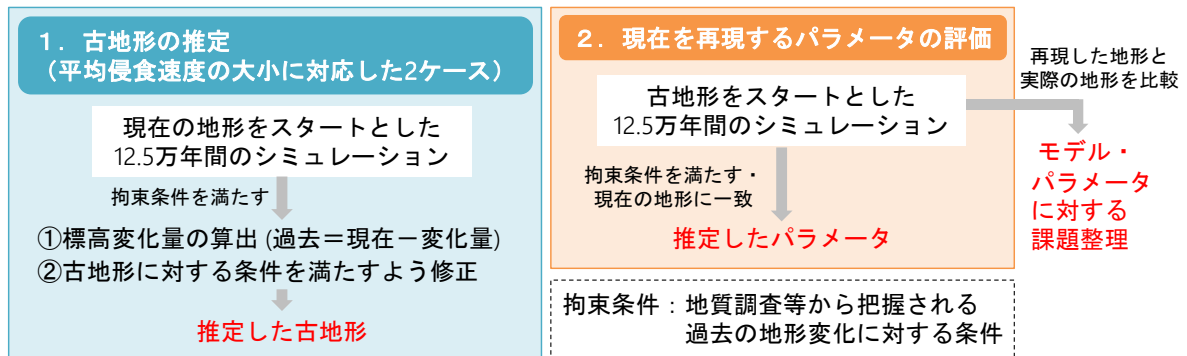 １．古地形の推定
（平均侵食速度の大小に対応した2ケース）
現在の地形をスタートとした
12.5万年間のシミュレーション
拘束条件を満たす
①標高変化量の算出 (過去＝現在－変化量)
②古地形に対する条件を満たすよう修正
推定した古地形
２．現在を再現するパラメータの評価
古地形をスタートとした
12.5万年間のシミュレーション
拘束条件を満たす・
現在の地形に一致
推定したパラメータ
再現した地形と
実際の地形を比較
モデル・
パラメータ
に対する
課題整理
拘束条件：地質調査等から把握される
過去の地形変化に対する条件